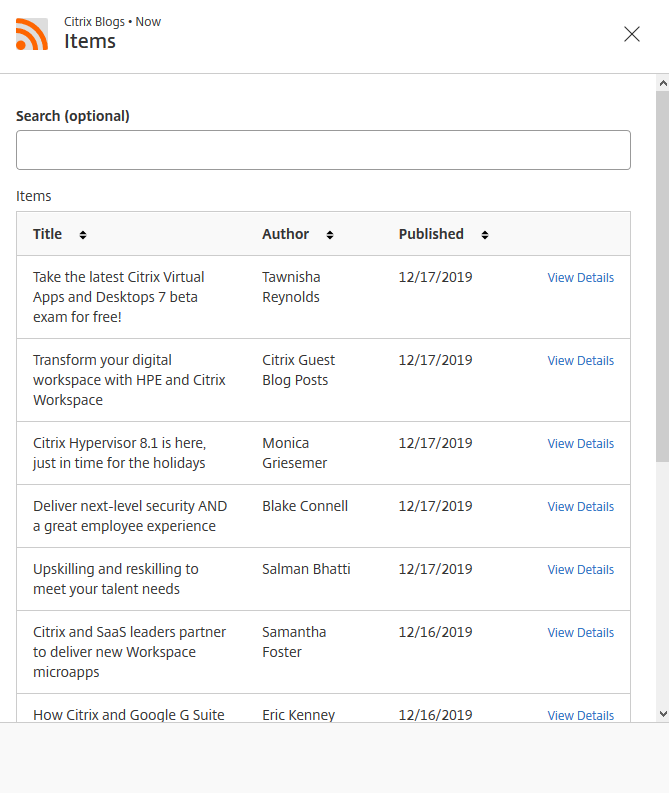 Citrix Blogs • Now
Items
Search (optional)
Items
Title Author Published
Take the latest Citrix Virtual Tawnisha 12/17/2019 View Details
Apps and Desktops 7 beta Reynolds
exam for free!
Transform your digital Citrix Guest 12/17/2019 View Details
workspace with HPE and Citrix Blog Posts
Workspace
Citrix Hypervisor 8.1 is here, Monica 12/17/2019 View Details
just in time for the holidays Griesemer
Deliver next-level security AND Blake Connell 12/17/2019 View Details
a great employee experience
Upskilling and reskilling to Salman Bhatti 12/17/2019 View Details
meet your talent needs
Citrix and SaaS leaders partner Samantha 12/16/2019 View Details
to deliver new Workspace Foster
microapps
How Citrix and Google G Suite Eric Kenney 12/16/2019 View Details